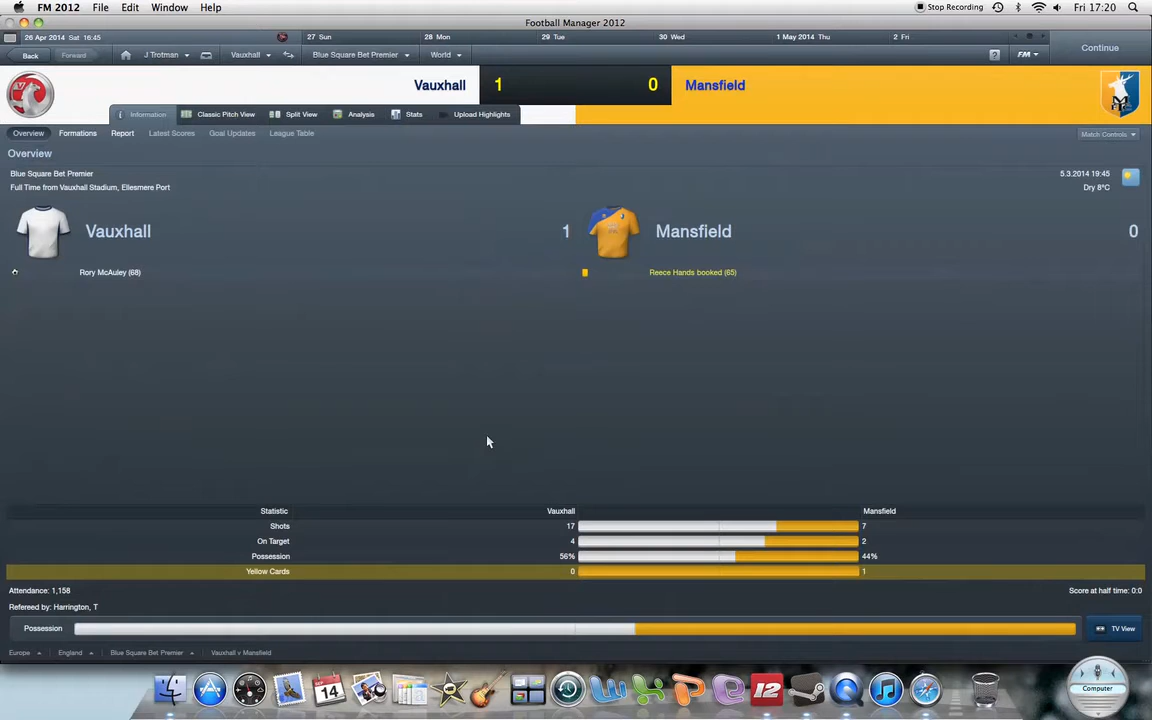 FM 2012 File Edit Window Help Stop Recording Fri 17:20
Football Manager 2012
26 Apr 2014 Sat 16:45 27 Sun 28 Mon 29 Tue 30 Wed 1 May 2014 Thu 2 Fri
Back Forward J Trotman Vauxhall Blue Square Bet Premier World ? FM Continue
Vauxhall 1 0 Mansfield
Information Classic Pitch View Split View Analysis Stats Upload Highlights
Overview Formations Report Latest Scores Goal Updates League Table Match Controls
Overview
Blue Square Bet Premier 5.3.2014 19:45
Full Time from Vauxhall Stadium, Ellesmere Port Dry 8°C
Vauxhall 1 Mansfield 0
Rory McAuley (68) Reece Hands booked (65)
Statistic Vauxhall Mansfield
Shots 17 7
On Target 4 2
Possession 56% 44%
Yellow Cards 0 1
Attendance: 1,158 Score at half time: 0:0
Refereed by: Harrington, T
Possession TV View
Europe England Blue Square Bet Premier Vauxhall v Mansfield
14 12
Computer